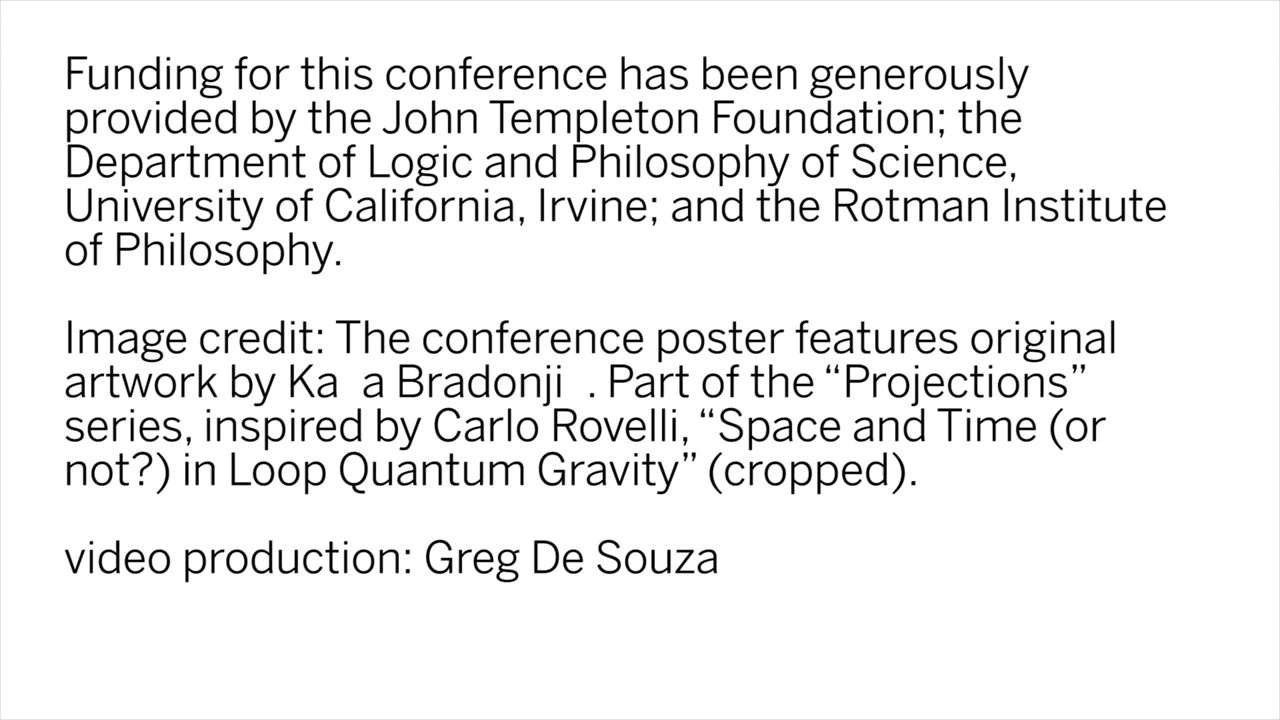 Funding for this conference has been generously
provided by the John Templeton Foundation; the
Department of Logic and Philosophy of Science,
University of California, Irvine; and the Rotman Institute
of Philosophy.
Image credit: The conference poster features original
artwork by Ka  a Bradonji  . Part of the “Projections”
series, inspired by Carlo Rovelli, “Space and Time (or
not?) in Loop Quantum Gravity” (cropped).
video production: Greg De Souza